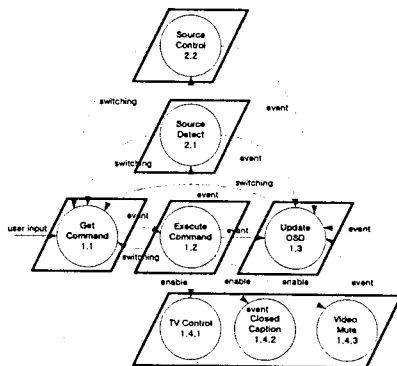 Source
Control
2.2
switching
event
Source
Detect
2.1
switching
event
switching
event
user input
Get
Command
1.1
event
Execute
Command
1.2
event
Update
OSD
1.3
event
switching
enable
enable
enable
event
TV Control
1.4.1
event
Closed
Caption
1.4.2
Video
Mute
1.4.3